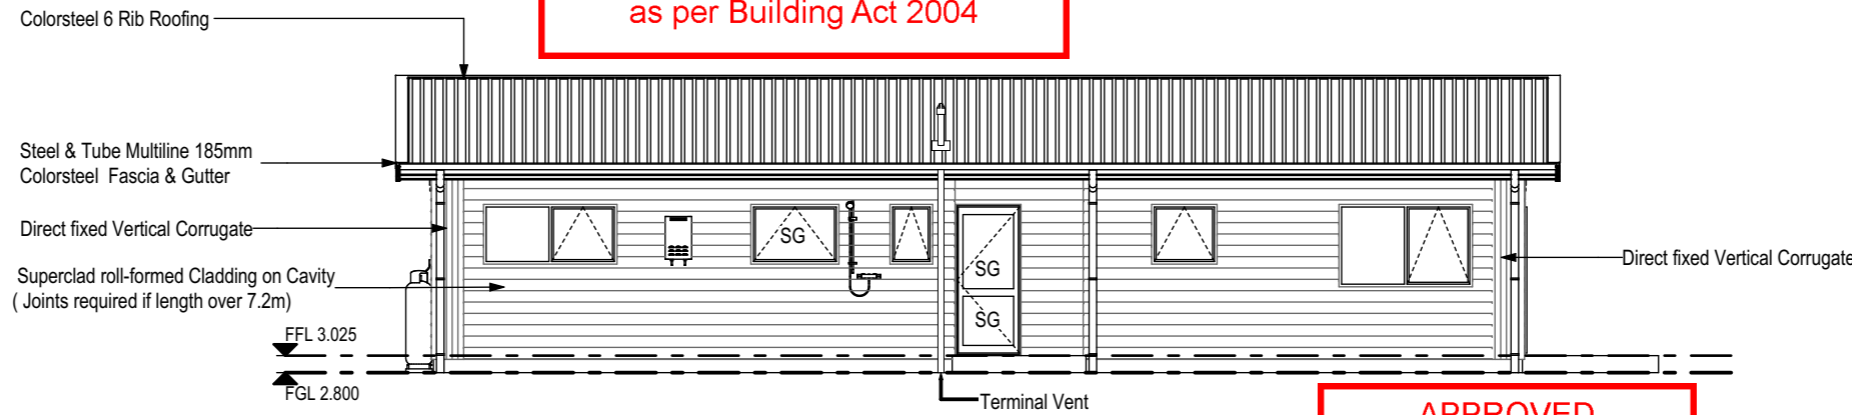 as per Building Act 2004
Colorsteel 6 Rib Roofing
Steel & Tube Multiline 185mm
Colorsteel Fascia & Gutter
Direct fixed Vertical Corrugate
Superclad roll-formed Cladding on Cavity
( Joints required if length over 7.2m)
SG
SG
SG
Direct fixed Vertical Corrugate
FFL 3.025
FGL 2.800
Terminal Vent
APPROVED